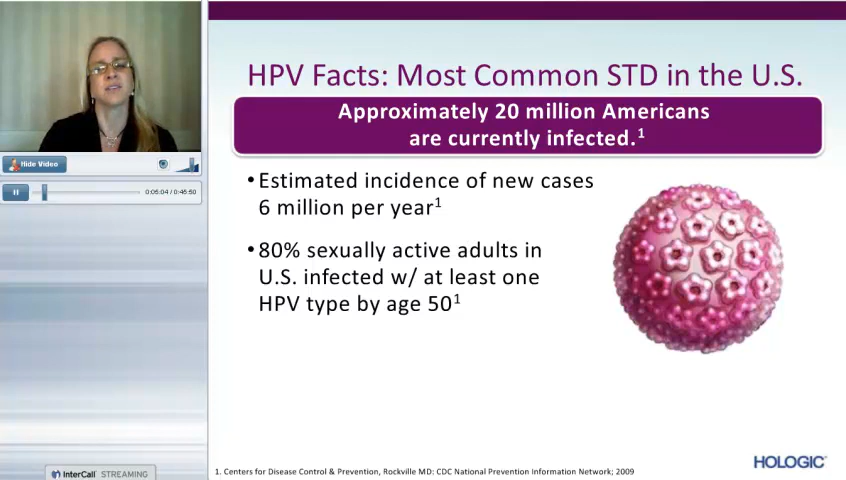 HPV Facts: Most Common STD in the U.S.
Approximately 20 million Americans
are currently infected.1
• Estimated incidence of new cases
6 million per year1
• 80% sexually active adults in
U.S. infected w/ at least one
HPV type by age 501
Hide Video
0:05:04 / 0:45:50
InterCall STREAMING
1. Centers for Disease Control & Prevention, Rockville MD: CDC National Prevention Information Network; 2009
HOLOGIC